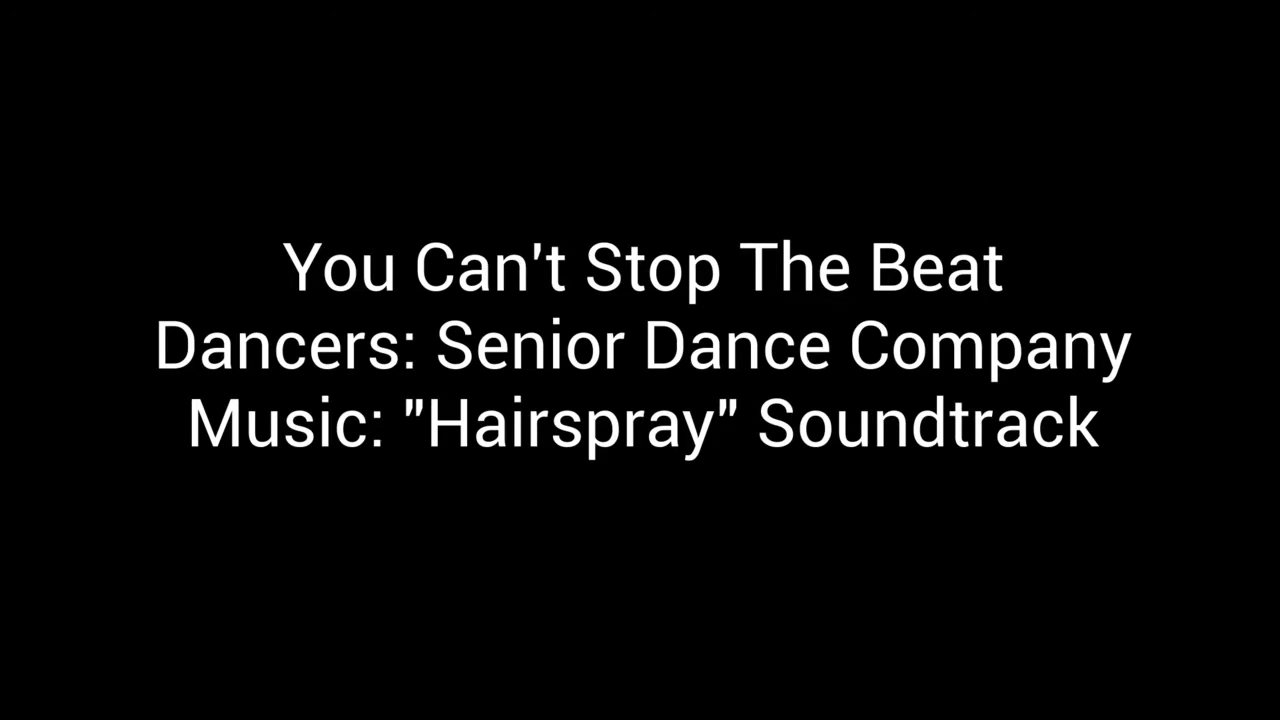 You Can't Stop The Beat
Dancers: Senior Dance Company
Music: "Hairspray" Soundtrack